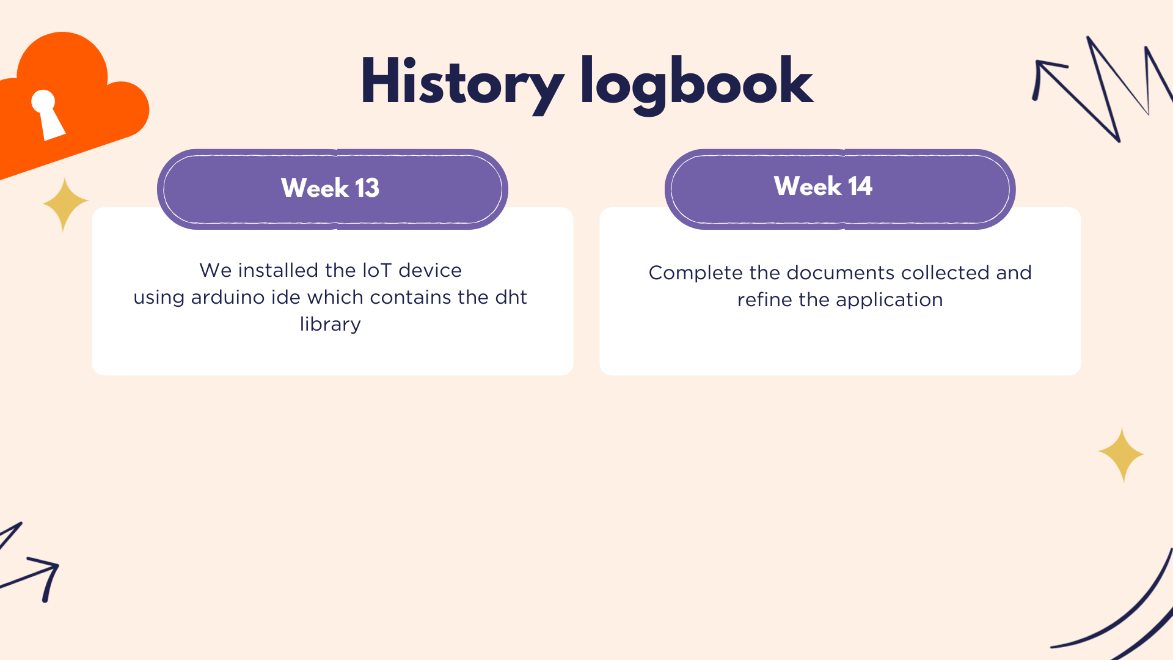 History logbook
Week 13
We installed the IoT device
using arduino ide which contains the dht
library
Week 14
Complete the documents collected and
refine the application